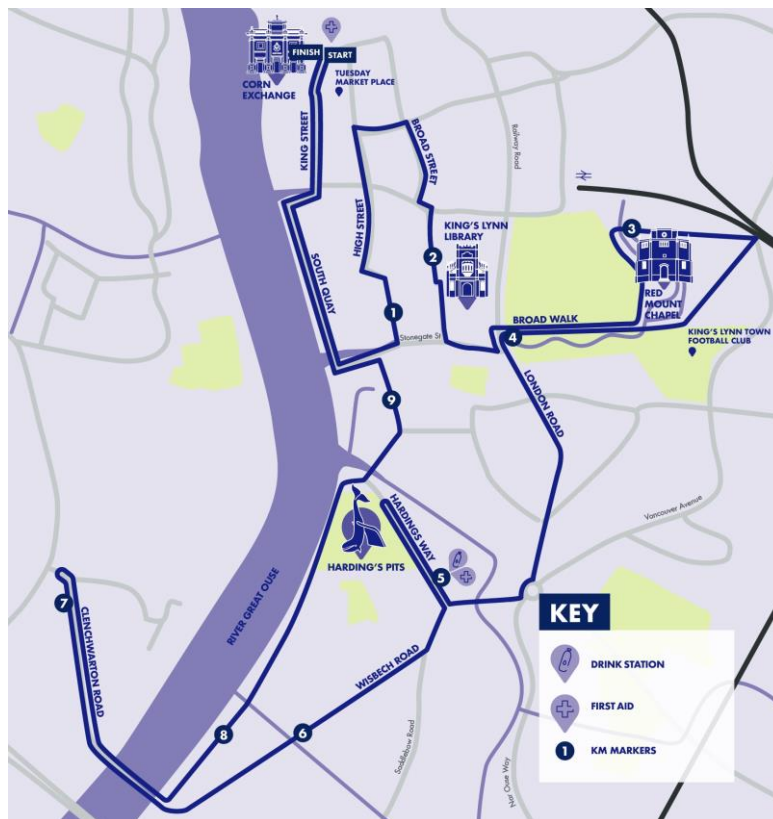 FINISH
START
CORN
EXCHANGE
TUESDAY
MARKET PLACE
KING STREET
BROAD STREET
Railway Road
HIGH STREET
KING'S LYNN
LIBRARY
SOUTH QUAY
1
2
3
RED
MOUNT
CHAPEL
Stonegate St
BROAD WALK
4
KING'S LYNN TOWN
FOOTBALL CLUB
LONDON ROAD
9
Vancouver Avenue
HARDINGS WAY
HARDING'S PITS
5
7
CLENCHWARTON ROAD
RIVER GREAT OUSE
WISBECH ROAD
8
6
Saddlebow Road
Nar Ouse Way
KEY
DRINK STATION
FIRST AID
1
KM MARKERS